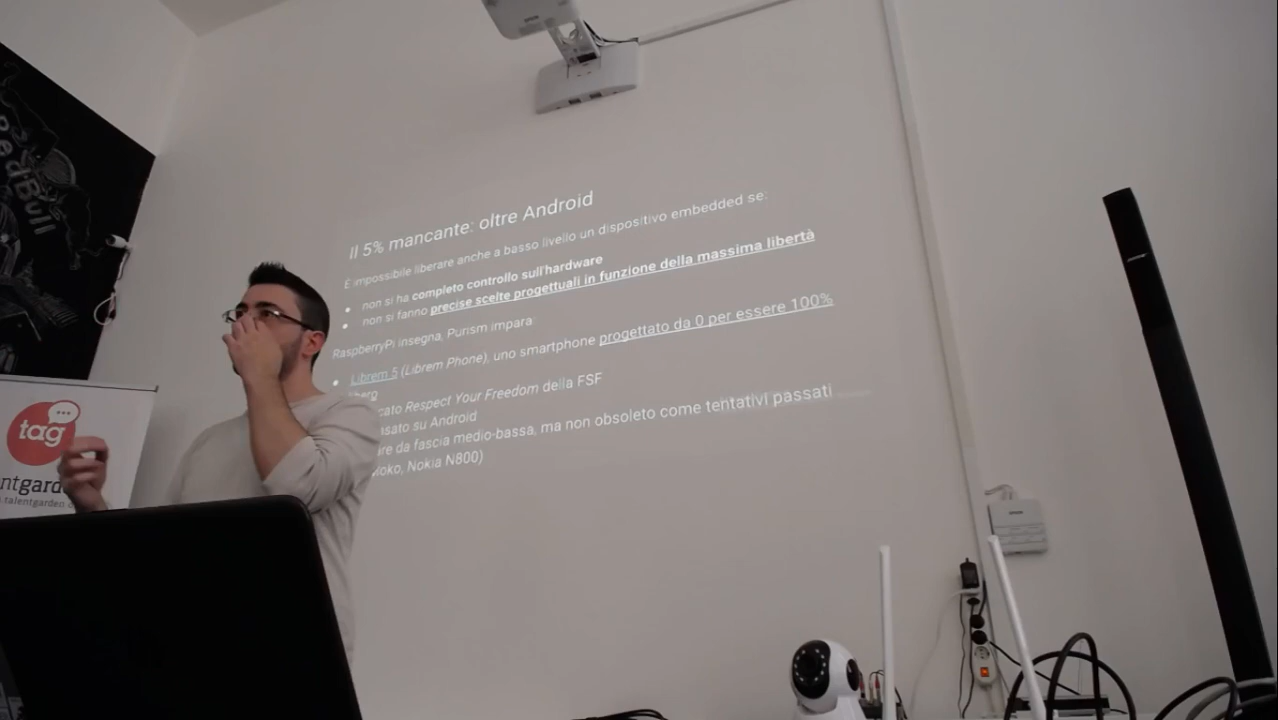 RedBull
Il 5% mancante: oltre Android
È impossibile liberare anche a basso livello un dispositivo embedded se:
● non si ha completo controllo sull'hardware
● non si fanno precise scelte progettuali in funzione della massima libertà
RaspberryPi insegna, Purism impara:
● Librem 5 (Librem Phone), uno smartphone progettato da 0 per essere 100%
Respect Your Freedom della FSF
su Android
da fascia medio-bassa, ma non obsoleto come tentativi passati
Nokia N800)
tag
talentgarden
EPSON